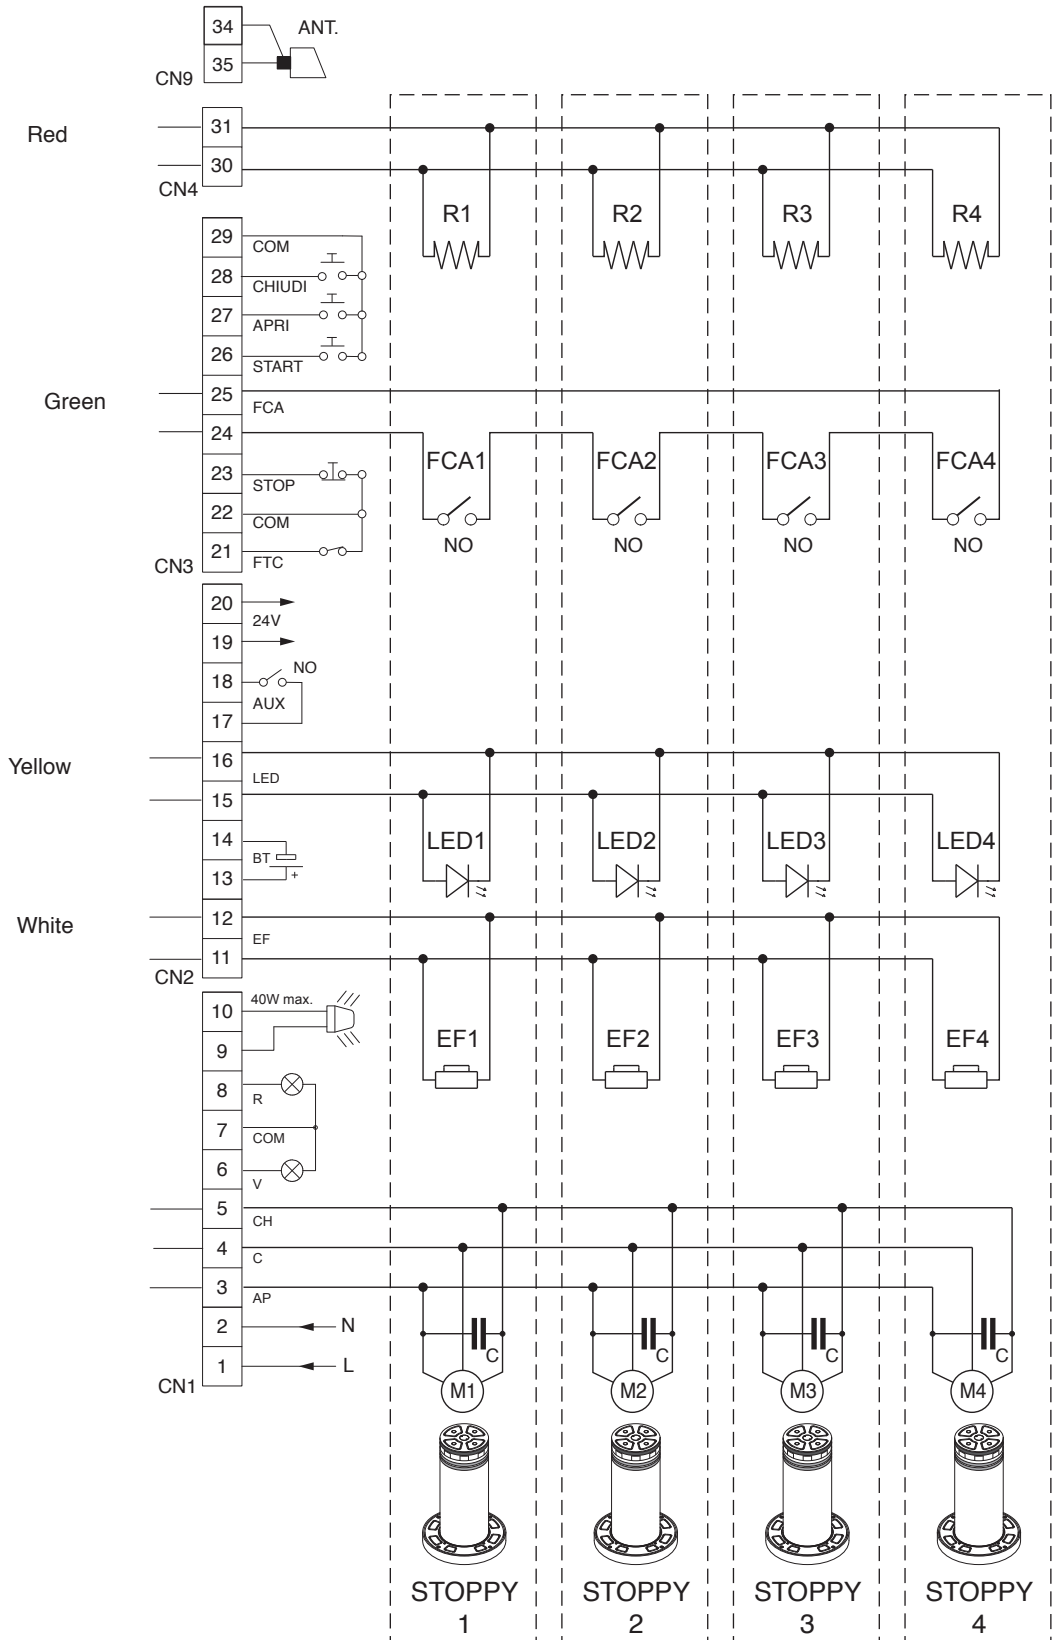 34
ANT.
35
CN9
31
Red
30
CN4
R1 R2 R3 R4
29
COM
28
CHIUDI
27
APRI
26
START
25
Green
FCA
24
FCA1 FCA2 FCA3 FCA4
23
STOP
22
COM
NO NO NO NO
21
FTC
CN3
20
24V
19
NO
18
AUX
17
16
Yellow
LED
15
14
LED1 LED2 LED3 LED4
BT
+
13
12
White
EF
11
CN2
40W max.
10
9
EF1 EF2 EF3 EF4
8
R
7
COM
6
V
5
CH
4
C
3
AP
2
N
C C C C
1
L
CN1
M1 M2 M3 M4
STOPPY STOPPY STOPPY STOPPY
1 2 3 4